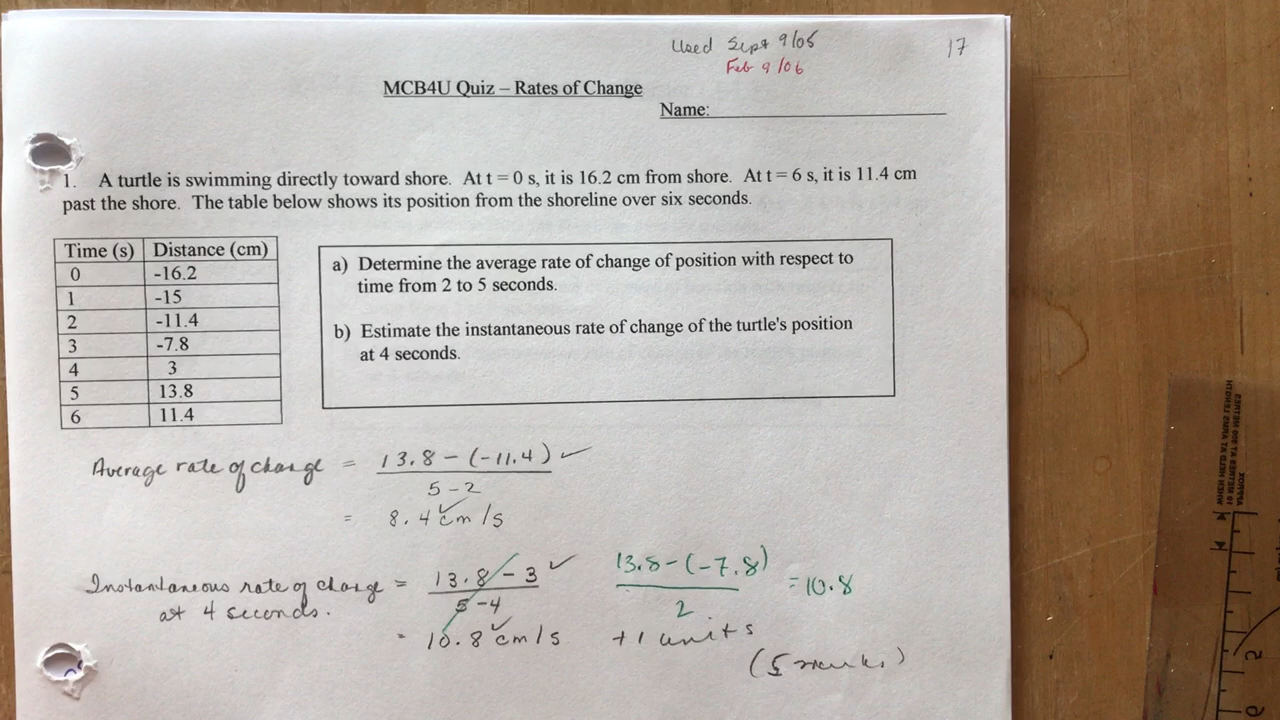 Used Sept 9/05
17
Feb 9/06
MCB4U Quiz – Rates of Change
Name:
1. A turtle is swimming directly toward shore. At t = 0 s, it is 16.2 cm from shore. At t = 6 s, it is 11.4 cm
past the shore. The table below shows its position from the shoreline over six seconds.
Time (s) Distance (cm)
0 -16.2
1 -15
2 -11.4
3 -7.8
4 3
5 13.8
6 11.4
a) Determine the average rate of change of position with respect to
time from 2 to 5 seconds.
b) Estimate the instantaneous rate of change of the turtle's position
at 4 seconds.
Average rate of change = 13.8 - (-11.4) ✓
5 - 2
= 8.4 cm/s
Instantaneous rate of change = 13.8 - 3 ✓
at 4 seconds.
5 - 4
= 10.8 cm/s
13.8 - (-7.8)
2
= 10.8
+1 units
(5 marks)